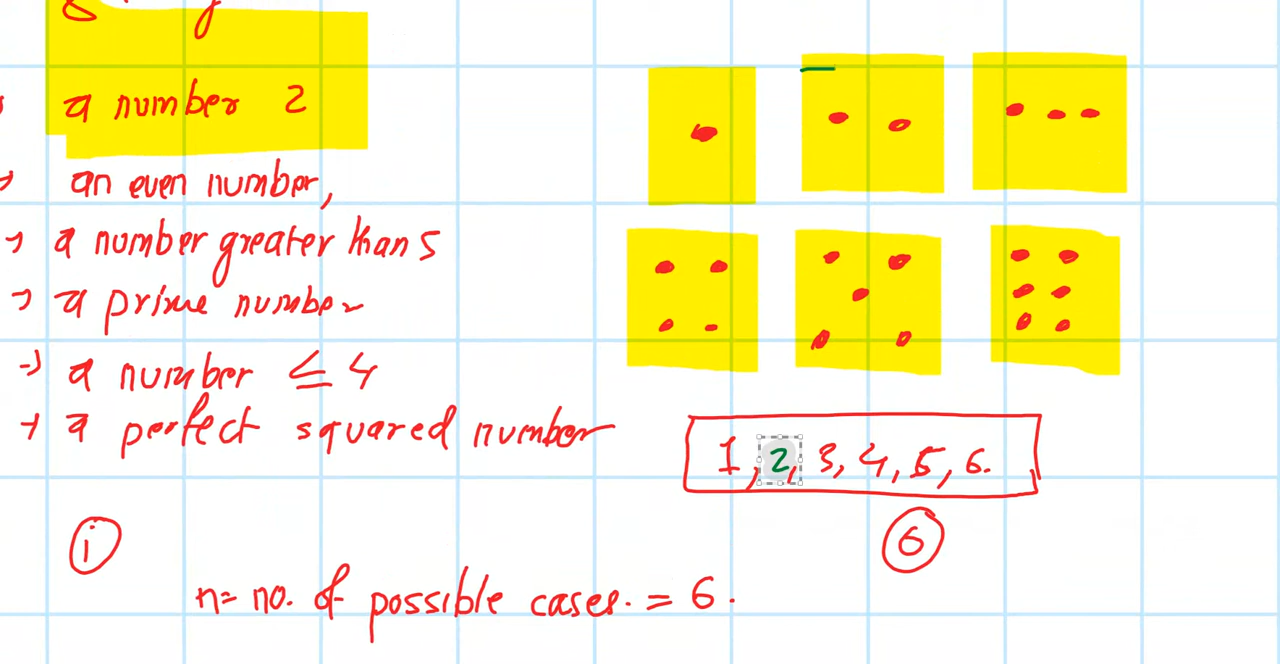 a number 2
an even number,
→ a number greater than 5
→ a prime number
→ a number ≤ 4
→ a perfect squared number
1, 2, 3, 4, 5, 6.
6
i
n = no. of possible cases. = 6.